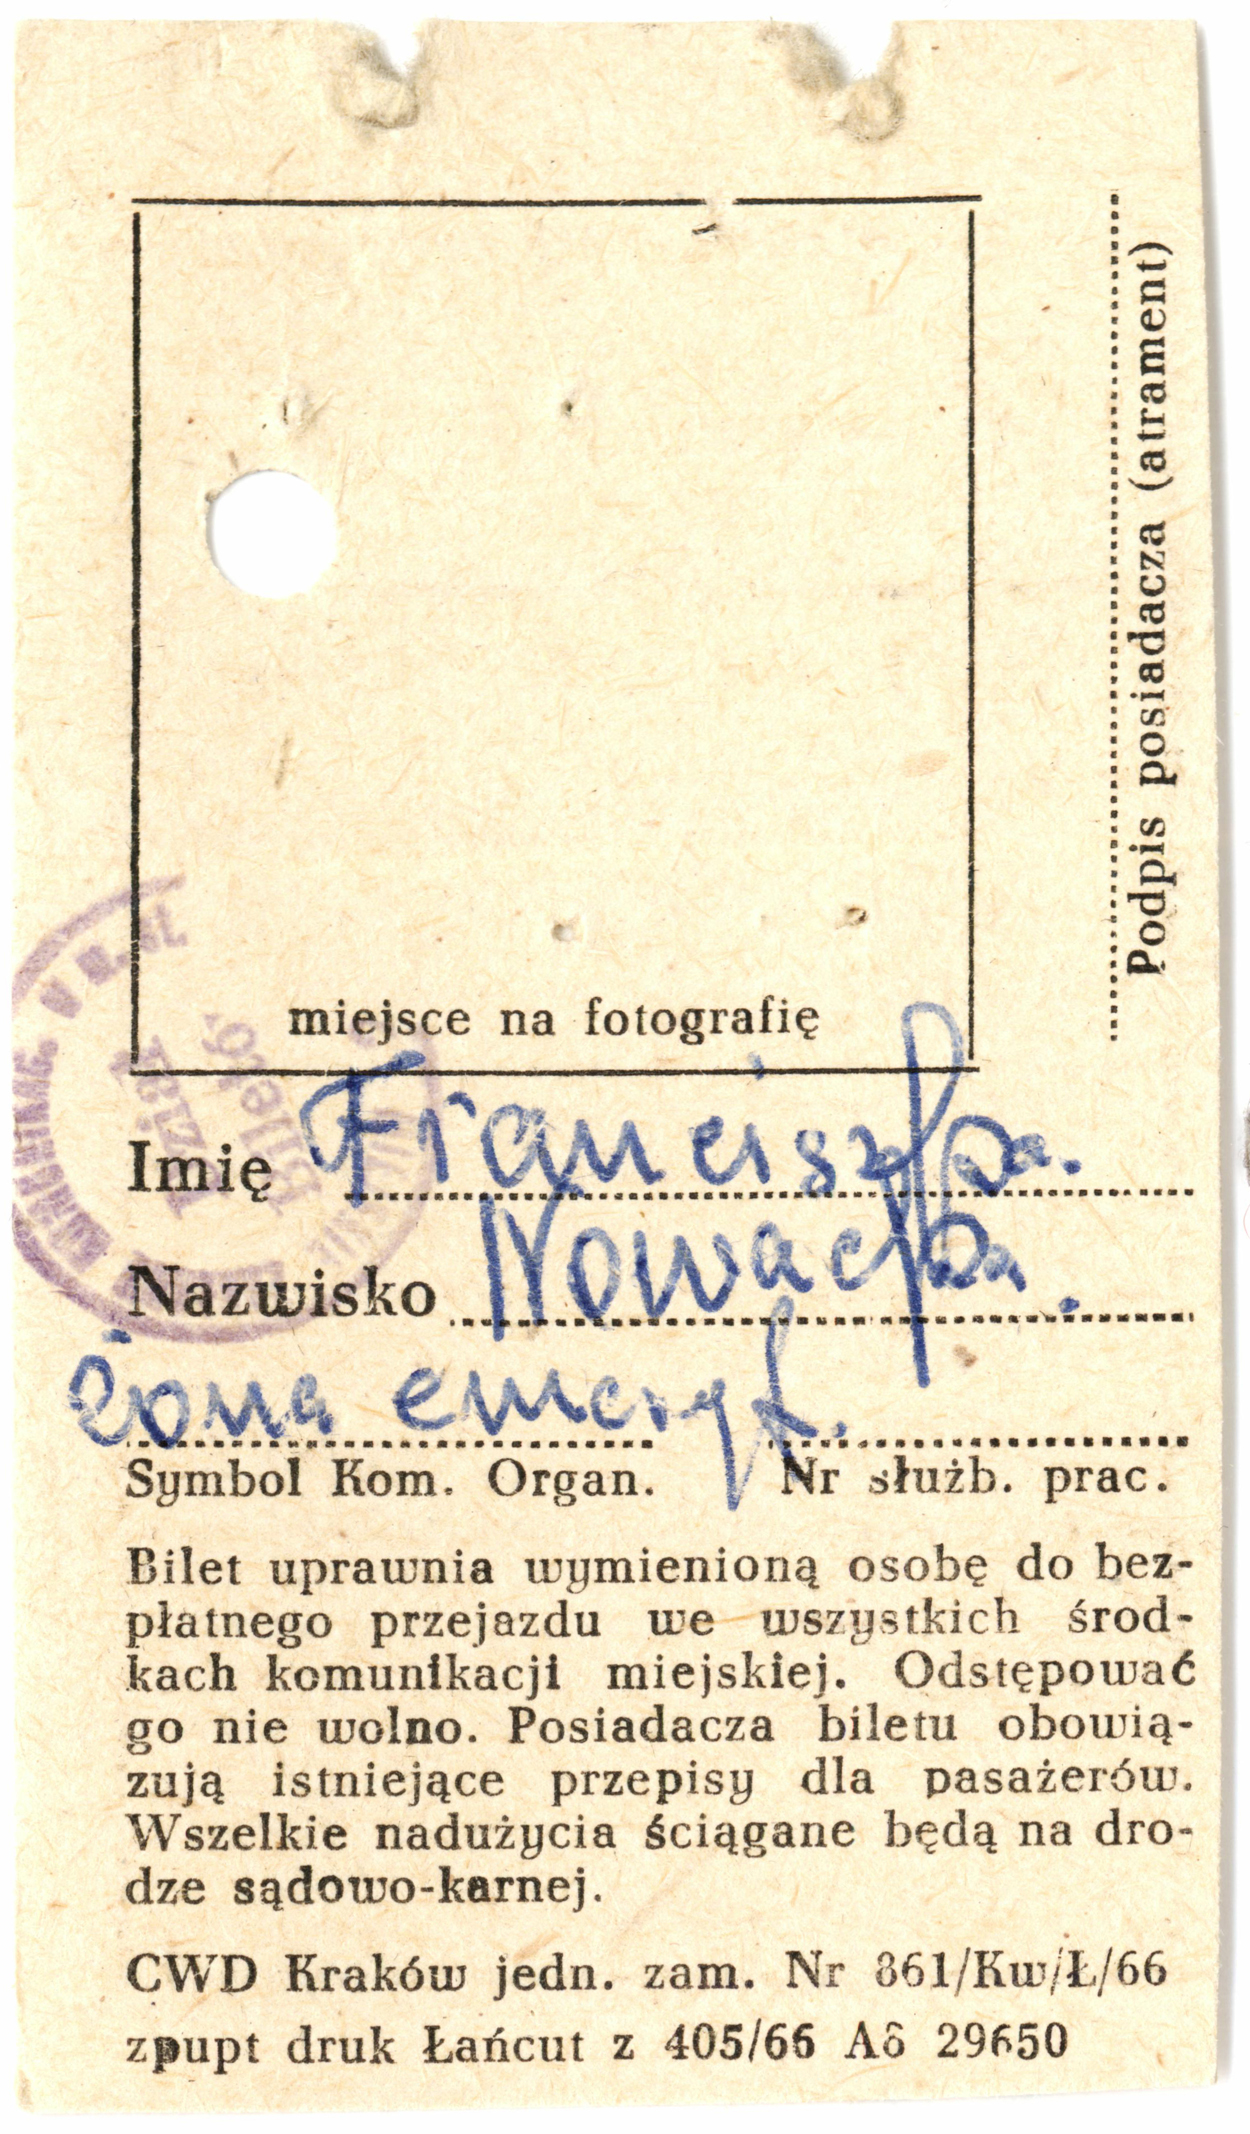 Podpis posiadacza (atrament)
miejsce na fotografię
Imię Franciszka.
Nazwisko Nowacka.
żona emeryt.
Symbol Kom. Organ. Nr służb. prac.
Bilet uprawnia wymienioną osobę do bez-
płatnego przejazdu we wszystkich środ-
kach komunikacji miejskiej. Odstępować
go nie wolno. Posiadacza biletu obowią-
zują istniejące przepisy dla pasażerów.
Wszelkie nadużycia ściągane będą na dro-
dze sądowo-karnej.
CWD Kraków jedn. zam. Nr 861/Kw/Ł/66
zpupt druk Łańcut z 405/66 A6 29650